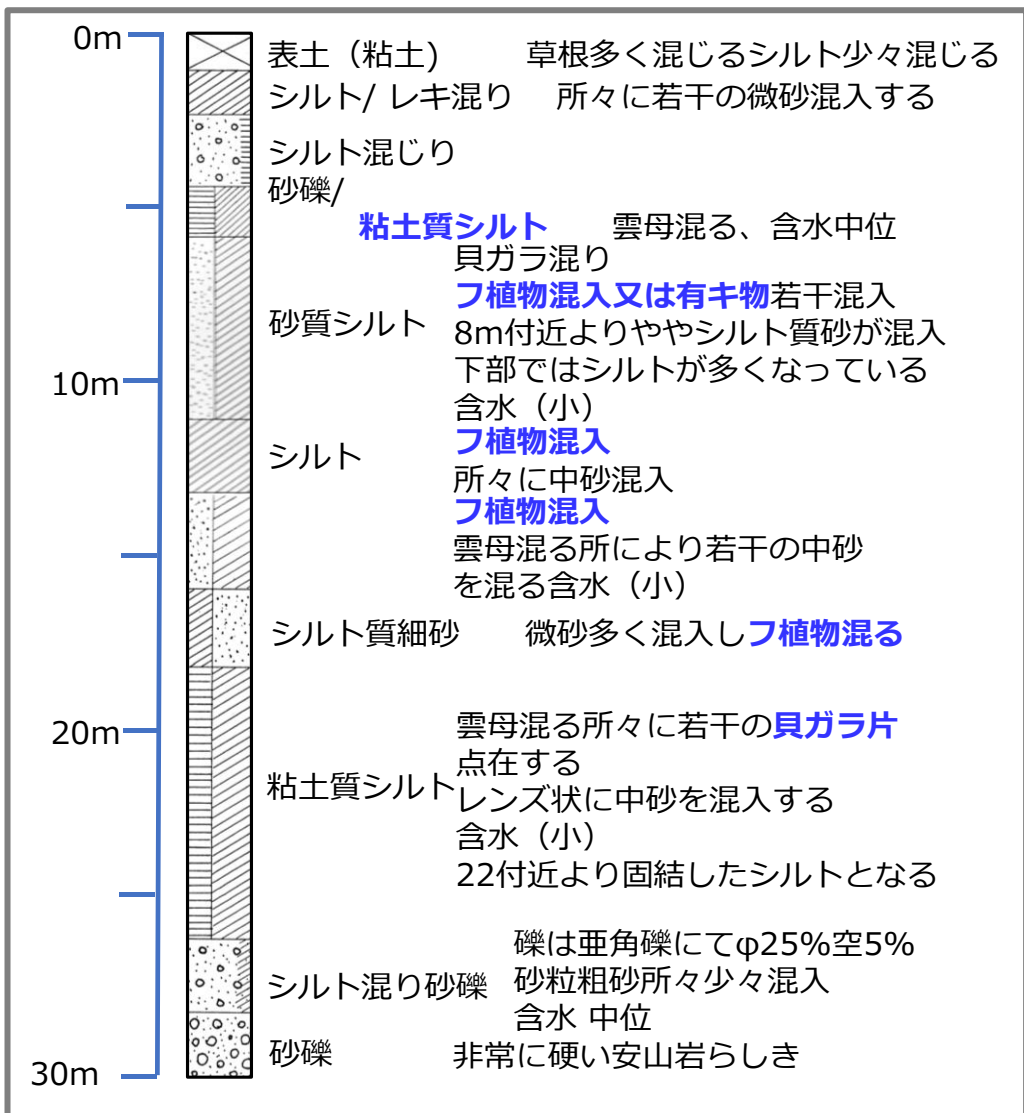 0m
表土（粘土) 草根多く混じるシルト少々混じる
シルト/ レキ混り 所々に若干の微砂混入する
シルト混じり
砂礫/
粘土質シルト 雲母混る、含水中位
貝ガラ混り
フ植物混入又は有キ物若干混入
砂質シルト
8m付近よりややシルト質砂が混入
下部ではシルトが多くなっている
10m
含水（小）
フ植物混入
シルト
所々に中砂混入
フ植物混入
雲母混る所により若干の中砂
を混る含水（小）
シルト質細砂 微砂多く混入しフ植物混る
20m
雲母混る所々に若干の貝ガラ片
点在する
粘土質シルト
レンズ状に中砂を混入する
含水（小）
22付近より固結したシルトとなる
礫は亜角礫にてφ25%空5%
シルト混り砂礫
砂粒粗砂所々少々混入
含水 中位
砂礫 非常に硬い安山岩らしき
30m